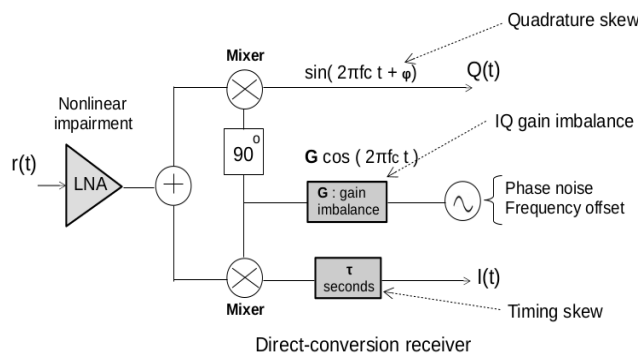 Quadrature skew
Mixer
sin( 2πfc t + φ)
Q(t)
Nonlinear
impairment
IQ gain imbalance
90 o
G cos ( 2πfc t )
r(t)
LNA
+
G : gain
imbalance
Phase noise
Frequency offset
τ
seconds
I(t)
Mixer
Timing skew
Direct-conversion receiver